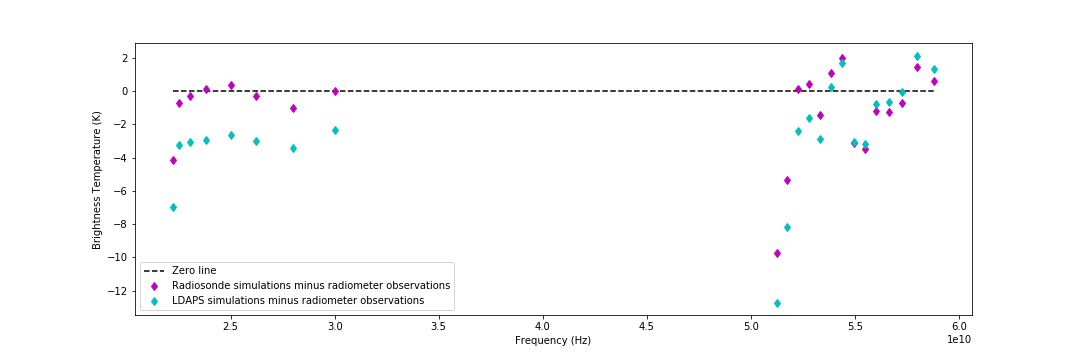 2
0
−2
−4
−6
−8
−10
−12
Brightness Temperature (K)
Zero line
Radiosonde simulations minus radiometer observations
LDAPS simulations minus radiometer observations
2.5 3.0 3.5 4.0 4.5 5.0 5.5 6.0
1e10
Frequency (Hz)